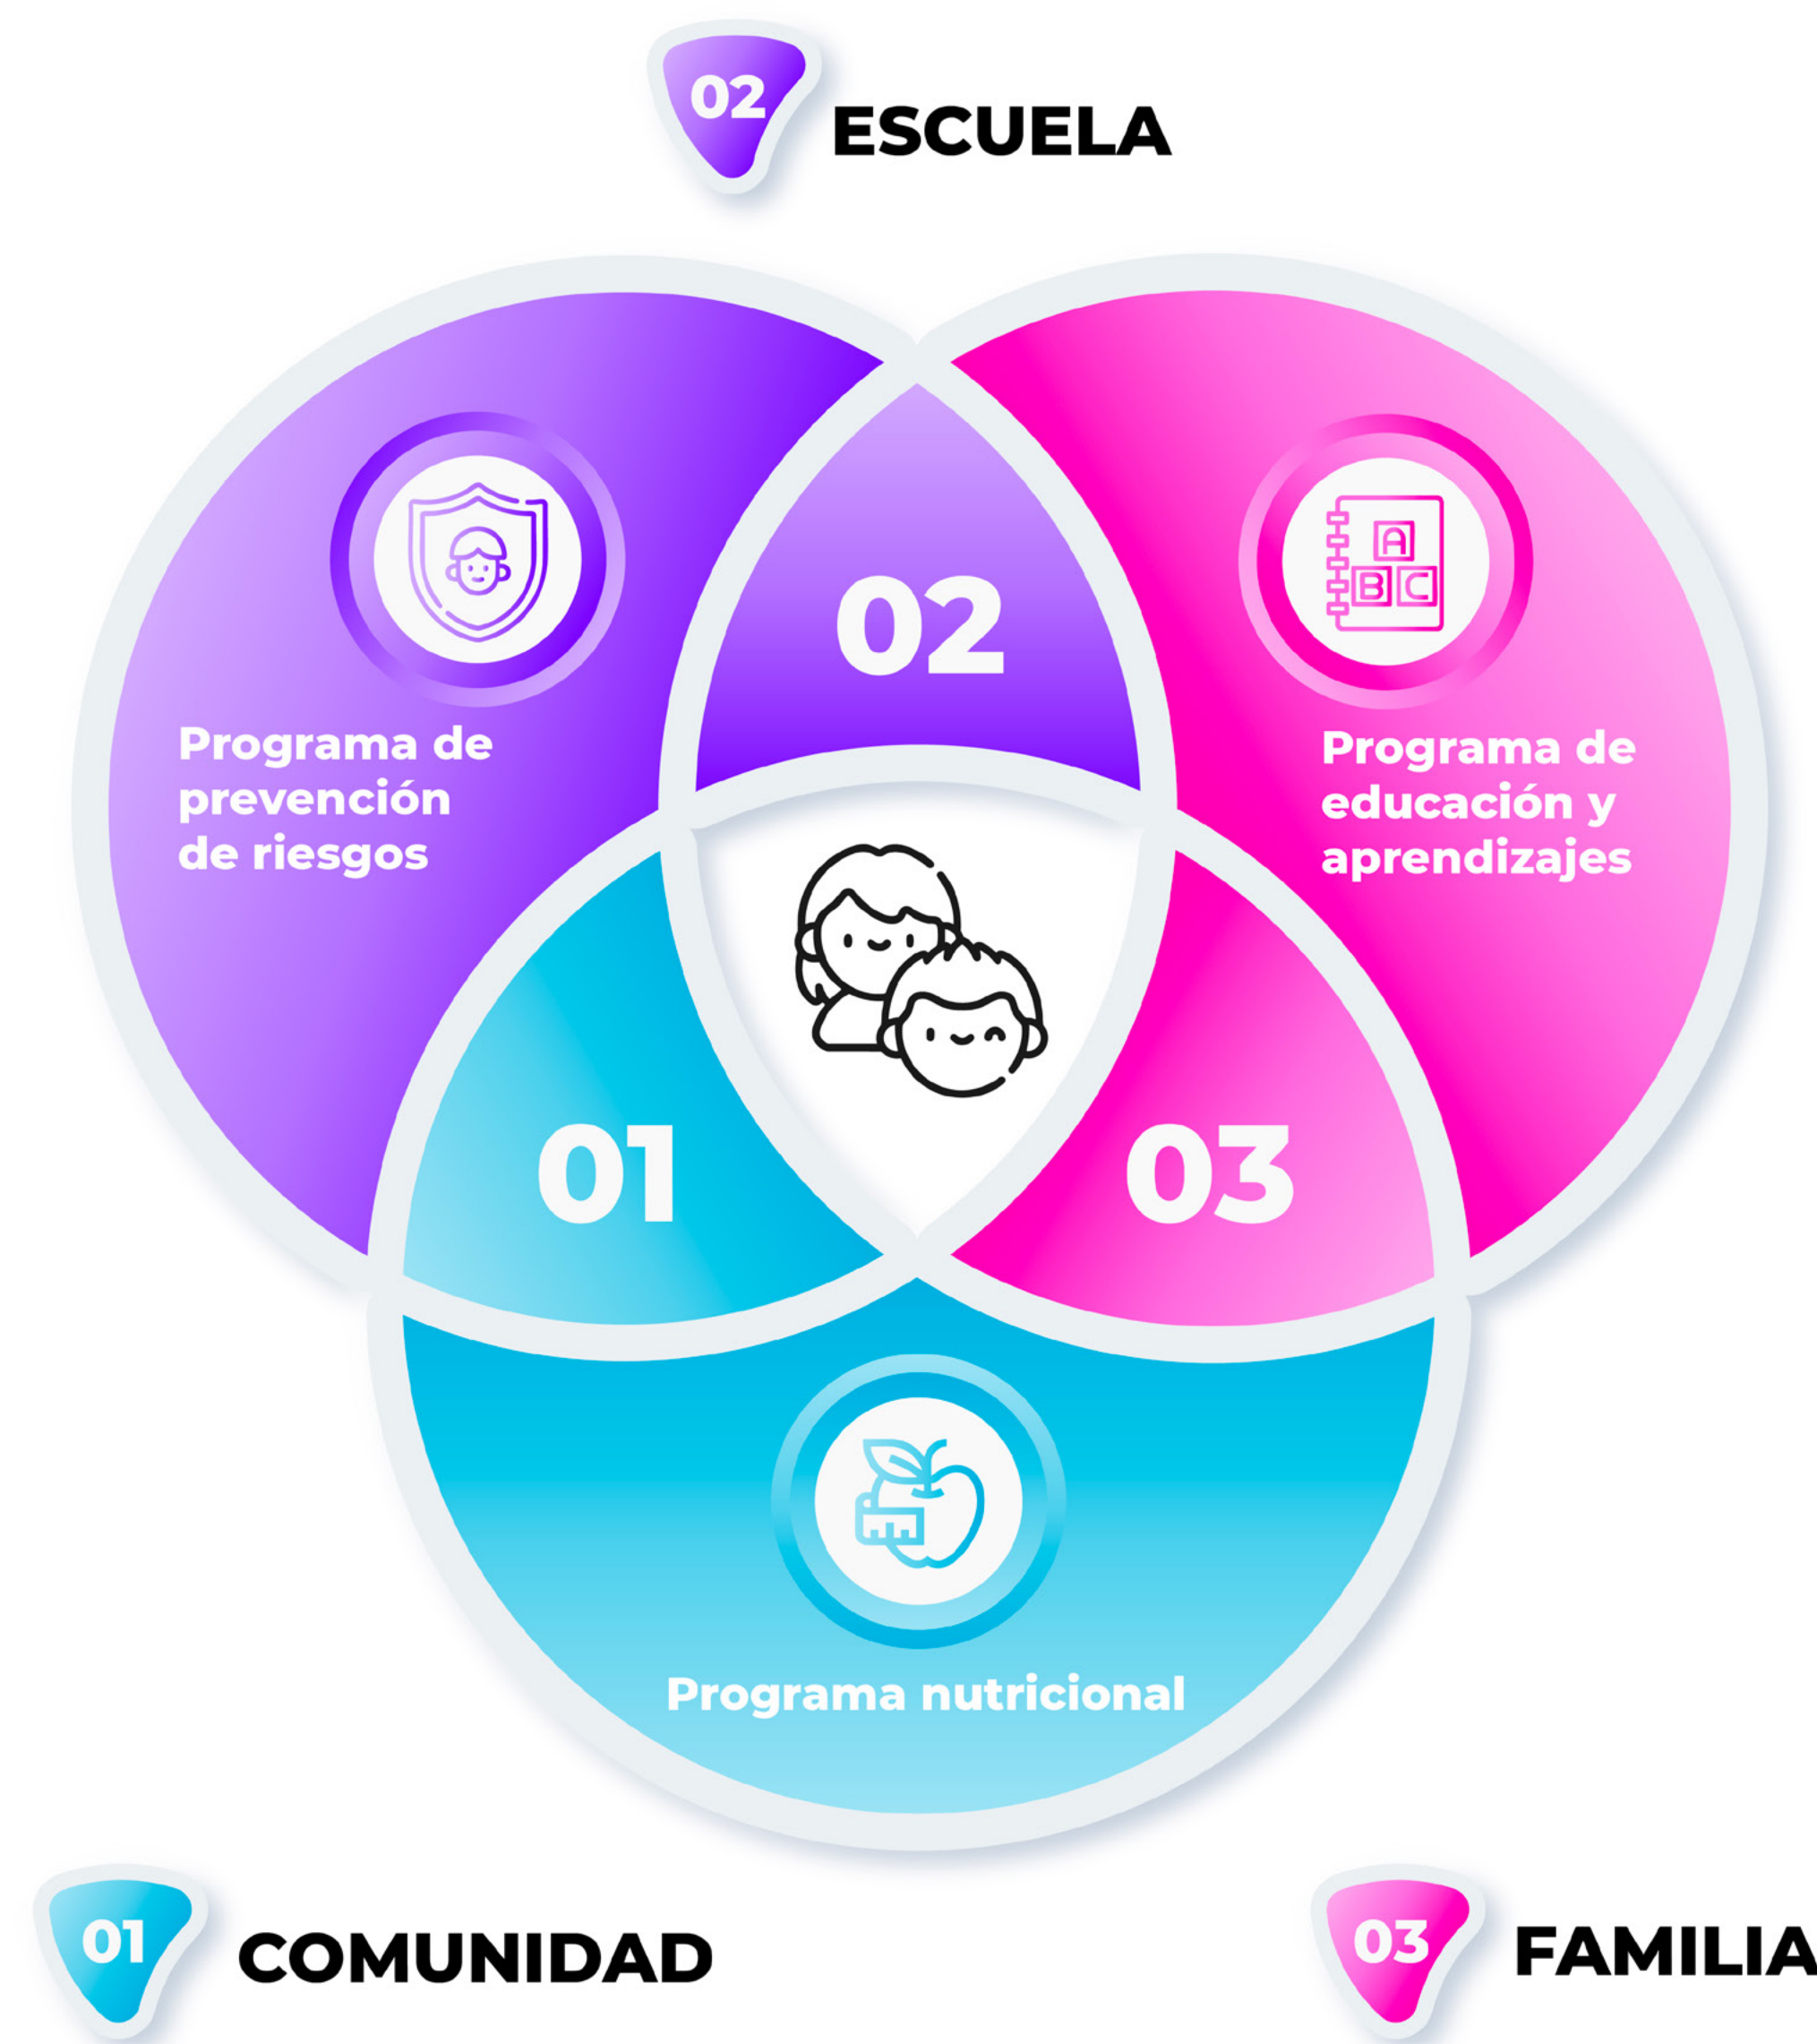 02
ESCUELA
02
Programa de
prevención
de riesgos
Programa de
educación y
aprendizajes
A
B C
01
03
Programa nutricional
01
COMUNIDAD
03
FAMILIA